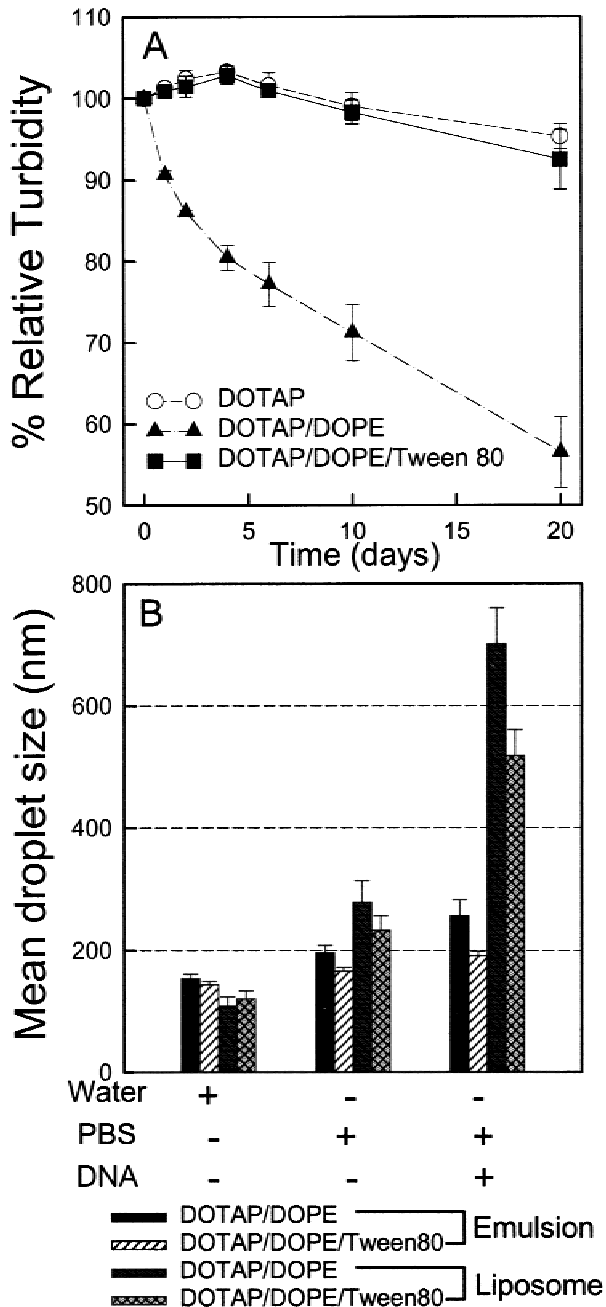 A
% Relative Turbidity
110
100
90
80
70
60
50
DOTAP
DOTAP/DOPE
DOTAP/DOPE/Tween 80
0 5 10 15 20
Time (days)
B
Mean droplet size (nm)
800
600
400
200
0
Water + - -
PBS - + +
DNA - - +
DOTAP/DOPE
DOTAP/DOPE/Tween80
Emulsion
DOTAP/DOPE
DOTAP/DOPE/Tween80
Liposome